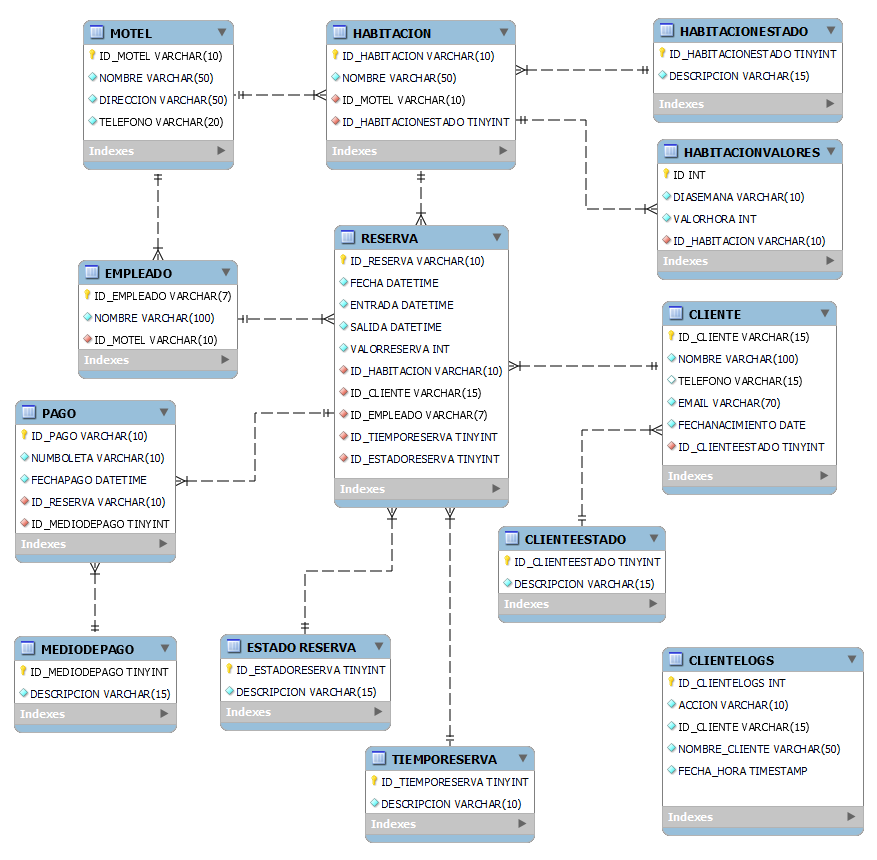 MOTEL
ID_MOTEL VARCHAR(10)
NOMBRE VARCHAR(50)
DIRECCION VARCHAR(50)
TELEFONO VARCHAR(20)
Indexes
HABITACION
ID_HABITACION VARCHAR(10)
NOMBRE VARCHAR(50)
ID_MOTEL VARCHAR(10)
ID_HABITACIONESTADO TINYINT
Indexes
HABITACIONESTADO
ID_HABITACIONESTADO TINYINT
DESCRIPCION VARCHAR(15)
Indexes
HABITACIONVALORES
ID INT
DIASEMANA VARCHAR(10)
VALORHORA INT
ID_HABITACION VARCHAR(10)
Indexes
EMPLEADO
ID_EMPLEADO VARCHAR(7)
NOMBRE VARCHAR(100)
ID_MOTEL VARCHAR(10)
Indexes
RESERVA
ID_RESERVA VARCHAR(10)
FECHA DATETIME
ENTRADA DATETIME
SALIDA DATETIME
VALORRESERVA INT
ID_HABITACION VARCHAR(10)
ID_CLIENTE VARCHAR(15)
ID_EMPLEADO VARCHAR(7)
ID_TIEMPORESERVA TINYINT
ID_ESTADORESERVA TINYINT
Indexes
CLIENTE
ID_CLIENTE VARCHAR(15)
NOMBRE VARCHAR(100)
TELEFONO VARCHAR(15)
EMAIL VARCHAR(70)
FECHANACIMIENTO DATE
ID_CLIENTEESTADO TINYINT
Indexes
PAGO
ID_PAGO VARCHAR(10)
NUMBOLETA VARCHAR(10)
FECHAPAGO DATETIME
ID_RESERVA VARCHAR(10)
ID_MEDIODEPAGO TINYINT
Indexes
CLIENTEESTADO
ID_CLIENTEESTADO TINYINT
DESCRIPCION VARCHAR(15)
Indexes
MEDIODEPAGO
ID_MEDIODEPAGO TINYINT
DESCRIPCION VARCHAR(15)
Indexes
ESTADO RESERVA
ID_ESTADORESERVA TINYINT
DESCRIPCION VARCHAR(15)
Indexes
CLIENTELOGS
ID_CLIENTELOGS INT
ACCION VARCHAR(10)
ID_CLIENTE VARCHAR(15)
NOMBRE_CLIENTE VARCHAR(50)
FECHA_HORA TIMESTAMP
Indexes
TIEMPORESERVA
ID_TIEMPORESERVA TINYINT
DESCRIPCION VARCHAR(10)
Indexes